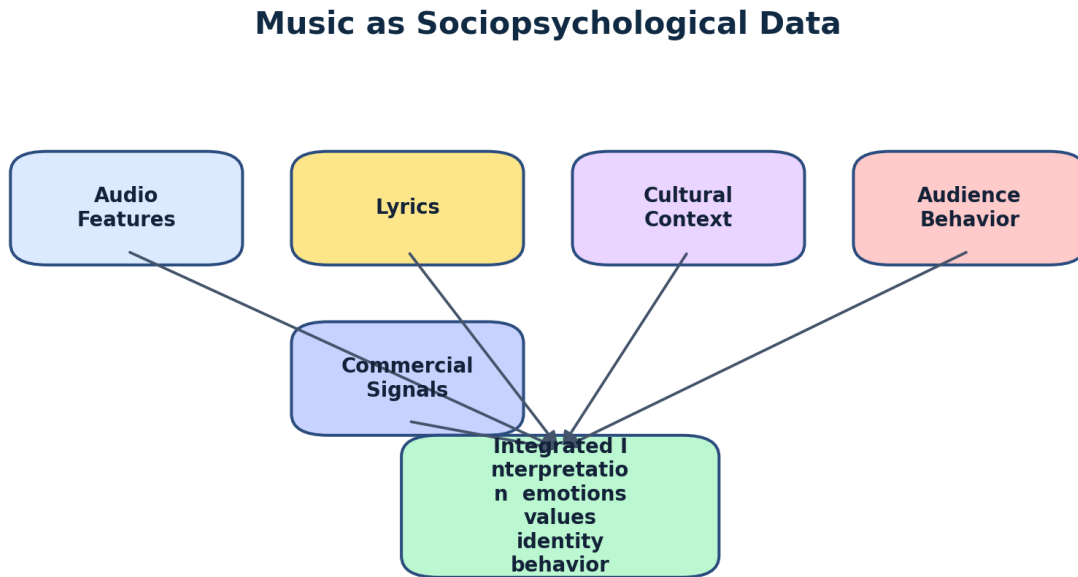 Music as Sociopsychological Data
Audio
Features
Lyrics
Cultural
Context
Audience
Behavior
Commercial
Signals
Integrated I
nterpretatio
n  emotions
values
identity
behavior